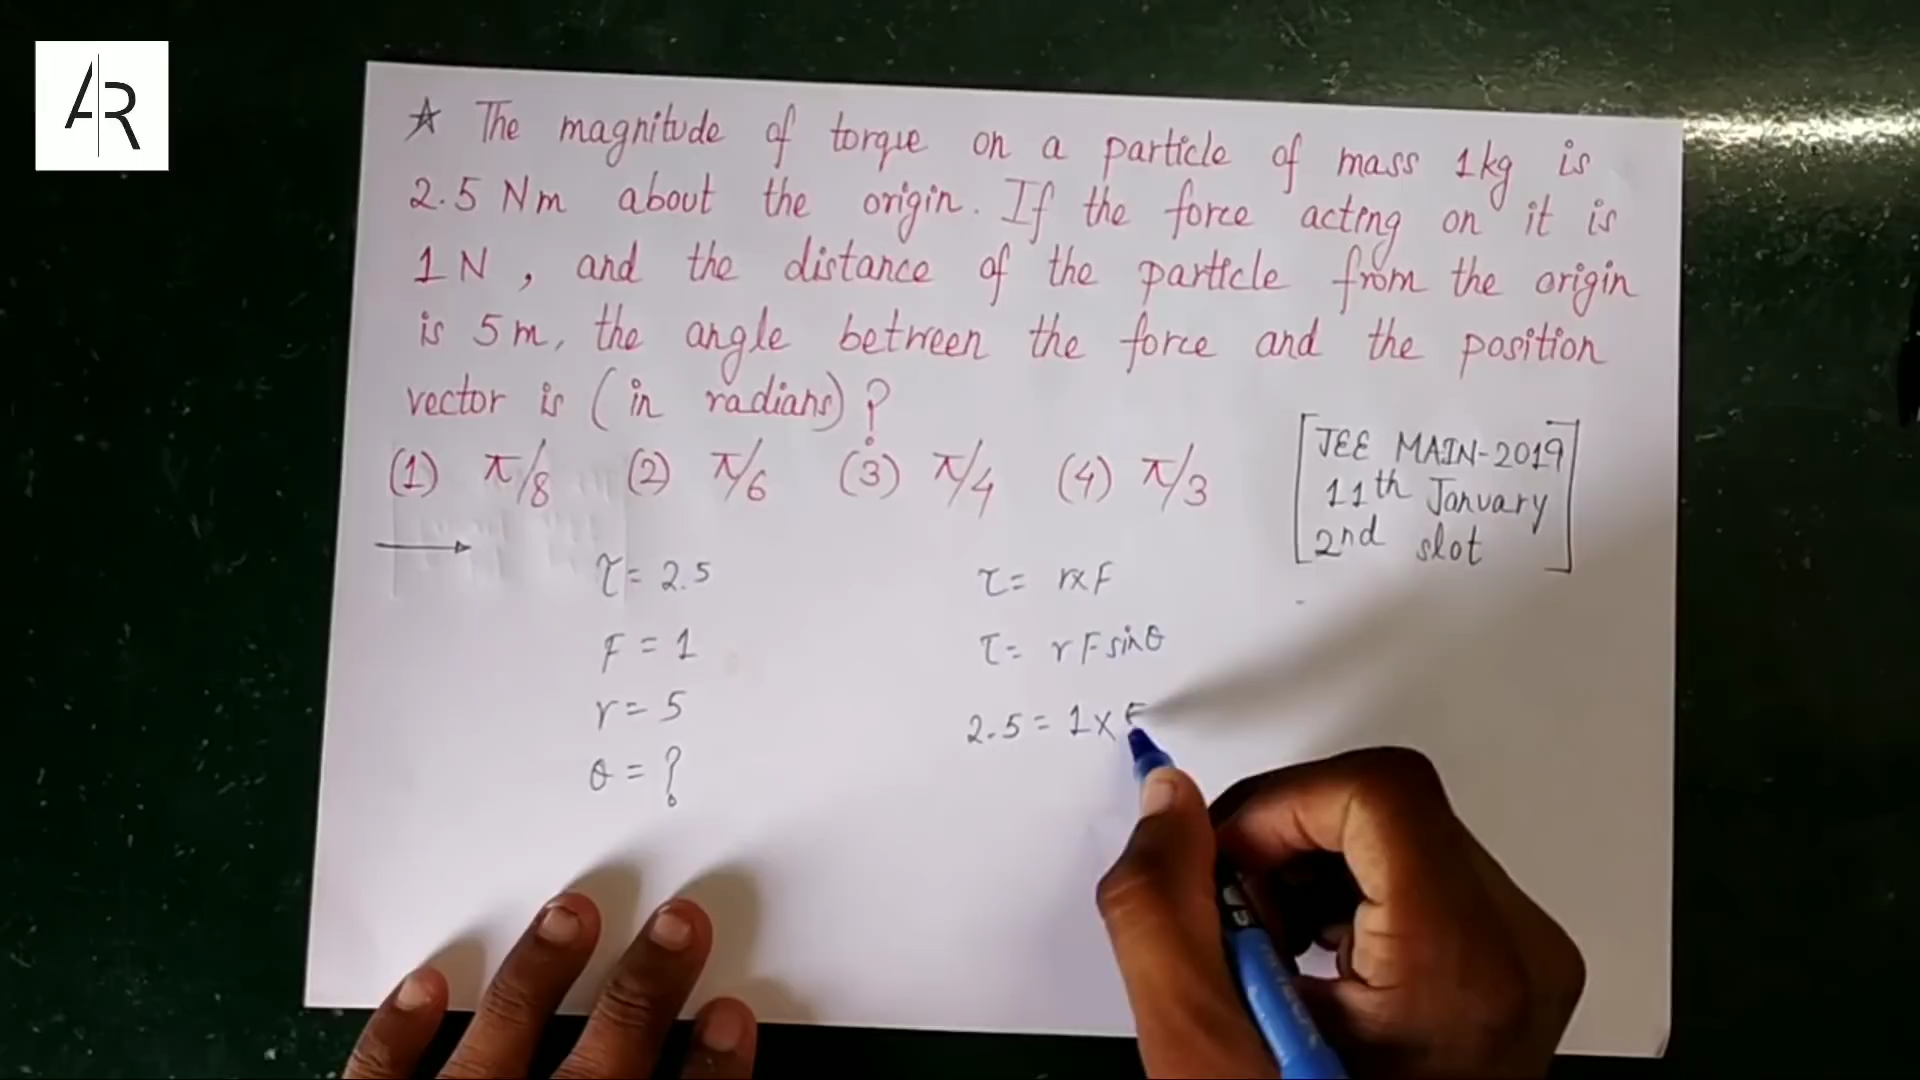 AR
☆ The magnitude of torque on a particle of mass 1kg is
2.5 Nm about the origin. If the force acting on it is
1 N , and the distance of the particle from the origin
is 5m, the angle between the force and the position
vector is (in radians) ?
(1) π/8 (2) π/6 (3) π/4 (4) π/3
[JEE MAIN-2019
11th January
2nd slot]
τ = 2.5
F = 1
r = 5
θ = ?
τ = r×F
τ = rFsinθ
2.5 = 1×5